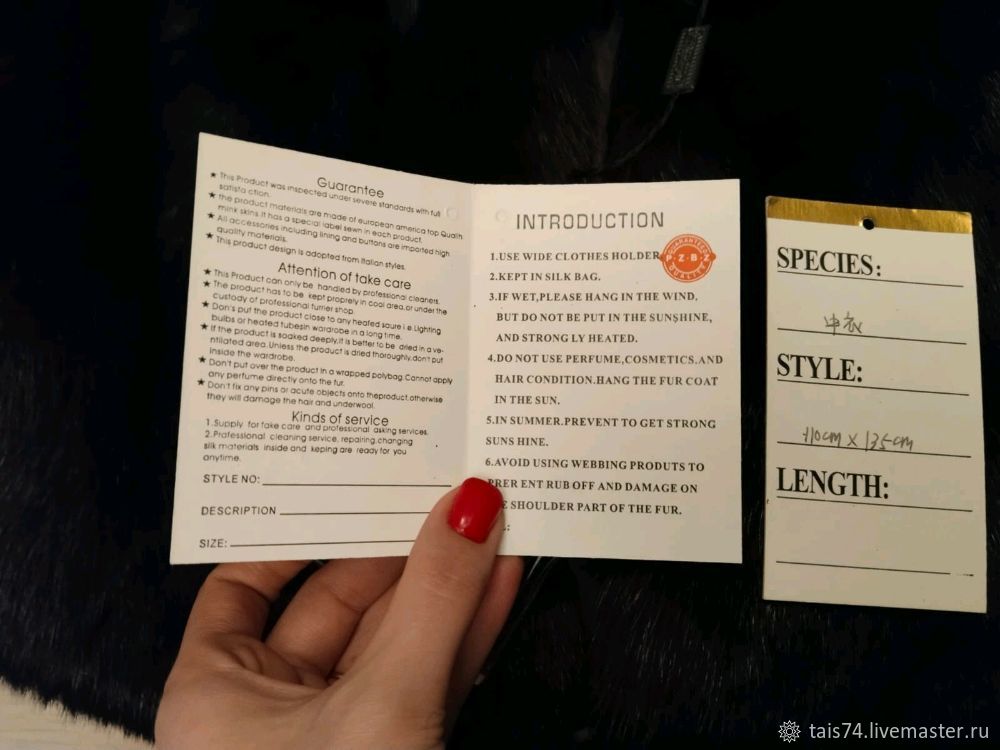 Guarantee
★ This Product was inspected under severe standards with full
satisfa ction.
★ the product materials are made of european america top Qualih
mink skins.It has a special label sewn in each product.
★ All accessories including lining and buttons are imported high
quality materials.
★ This product design is adopted from Italian styles.
Attention of take care
★ This Product can only be handled by professional cleaners.
★ The product has to be kept proprely in coal area,or under the
custody of professional furrier shop.
★ Don's put the product close to any heafed saure i e.Lighting
bulbs or heated tubesin wardrobe in a long time.
★ If the product is soaked deeply,it is better to be dried in a ve-
ntilated area.Unless the product is dried thoroughly,don't put
inside the wardrobe.
★ Don't put over the product in a wrapped polybag.Cannot apply
any perfume directly onto the fur.
★ Don't fix any pins or acute objects onto theproduct,otherwise
they will damage the hair and underwool.
Kinds of service
1.Supply for take care and professional asking services.
2.Prafessional cleaning service, repairing,changing
silk materials inside and keping are ready for you
anytime.
STYLE NO:
DESCRIPTION
SIZE:
INTRODUCTION
1.USE WIDE CLOTHES HOLDER
2.KEPT IN SILK BAG.
3.IF WET,PLEASE HANG IN THE WIND,
BUT DO NOT BE PUT IN THE SUNSHINE,
AND STRONG LY HEATED.
4.DO NOT USE PERFUME,COSMETICS,AND
HAIR CONDITION.HANG THE FUR COAT
IN THE SUN.
5.IN SUMMER.PREVENT TO GET STRONG
SUNS HINE.
6.AVOID USING WEBBING PRODUTS TO
PRER ENT RUB OFF AND DAMAGE ON
SHOULDER PART OF THE FUR.
GUARANTEED
P·Z·B·Z
QUALITY
SPECIES:
STYLE:
110cm x 135cm
LENGTH:
tais74.livemaster.ru